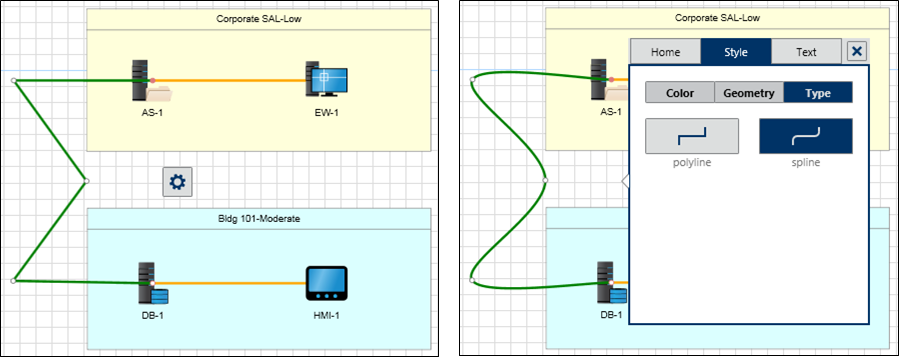 Corporate SAL-Low
AS-1
EW-1
Bldg 101-Moderate
DB-1
HMI-1
Corporate SAL-Low
Home
Style
Text
Color
Geometry
Type
AS-1
polyline
spline
DB-1